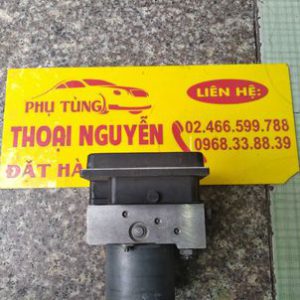 LIÊN HỆ:
PHỤ TÙNG
THOẠI NGUYỄN
02.466.599.788
0968.33.88.39
ĐẶT HÀ